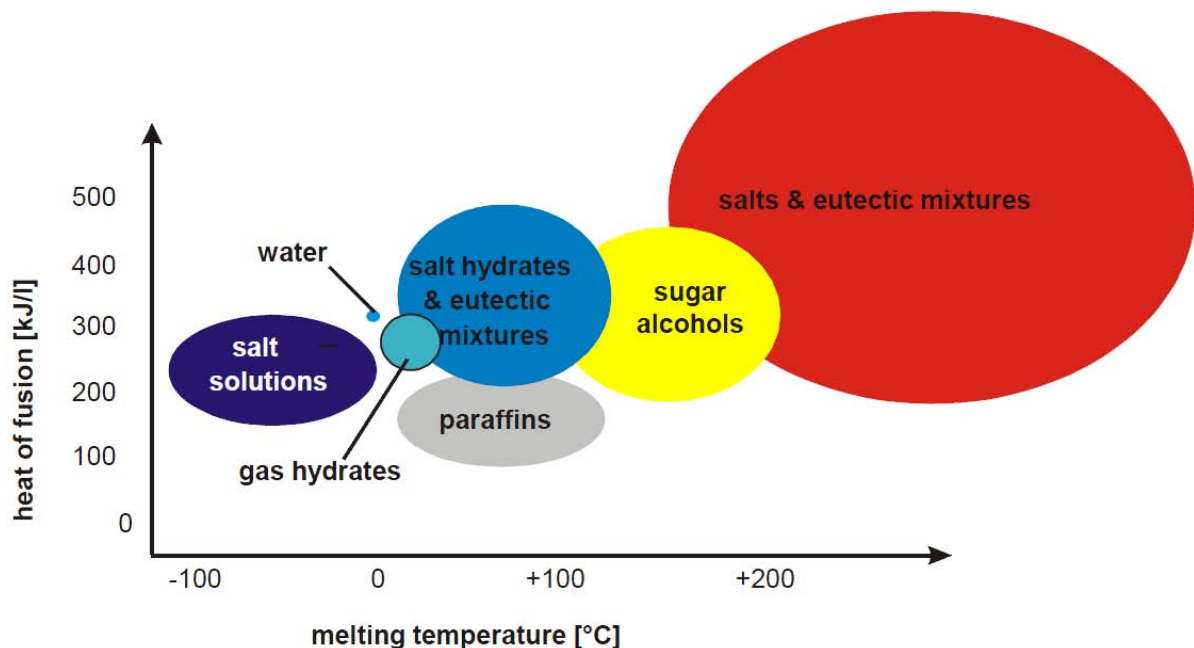 500
salts & eutectic mixtures
water
400
salt hydrates
& eutectic
mixtures
sugar
alcohols
300
salt
solutions
200
paraffins
100
gas hydrates
0
heat of fusion [kJ/l]
-100
0
+100
+200
melting temperature [°C]